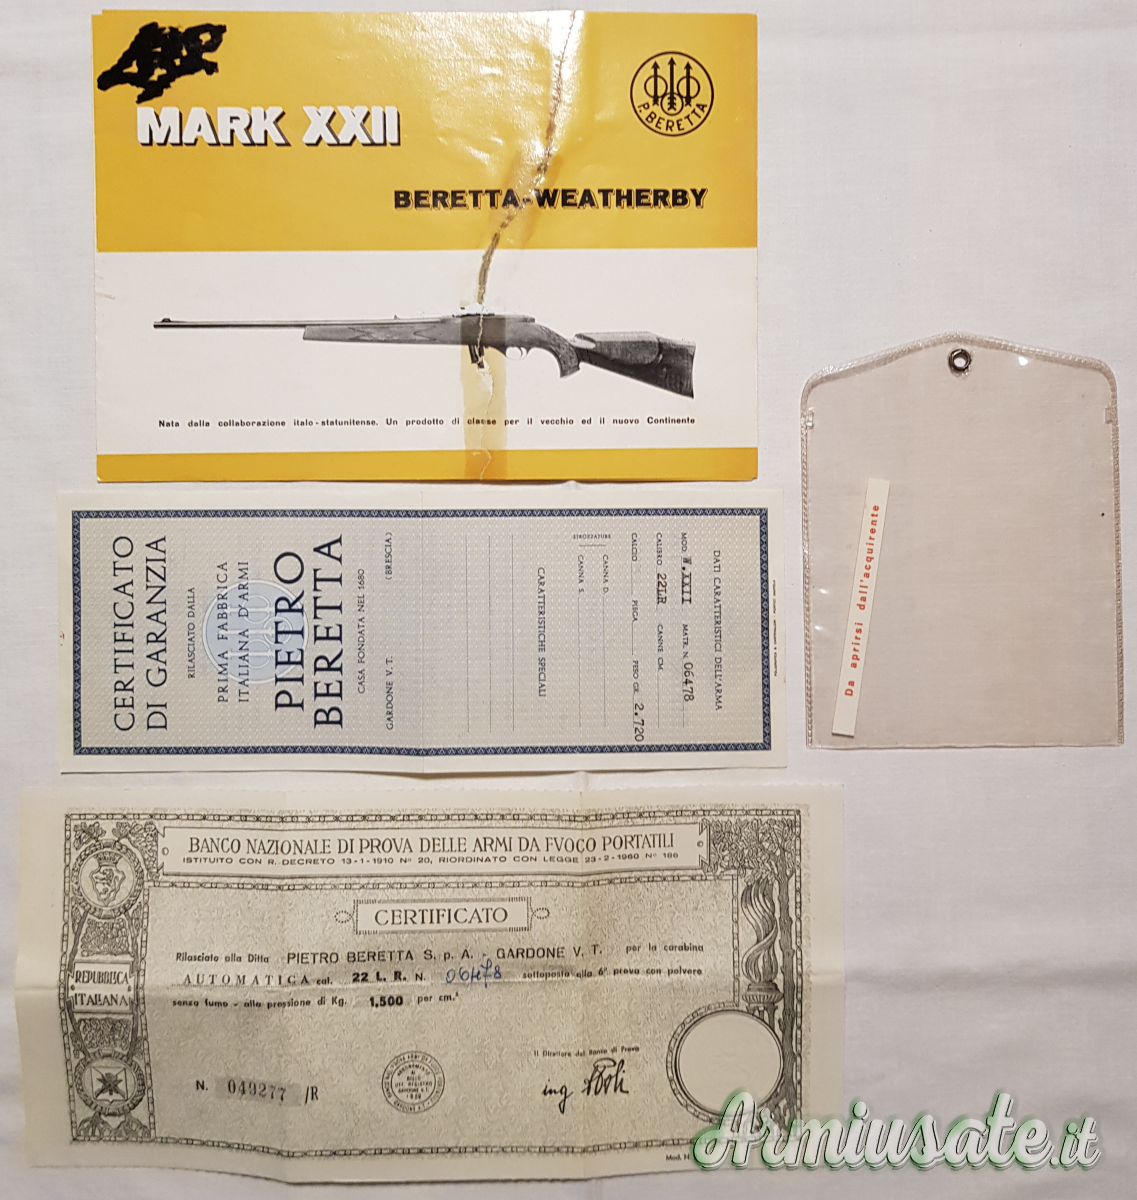 MARK XXII
P. BERETTA
BERETTA-WEATHERBY
Nata dalla collaborazione italo-statunitense. Un prodotto di classe per il vecchio ed il nuovo Continente
CERTIFICATO
DI GARANZIA
RILASCIATO DALLA
PRIMA FABBRICA
ITALIANA D'ARMI
PIETRO
BERETTA
CASA FONDATA NEL 1680
GARDONE V. T. (BRESCIA)
DATI CARATTERISTICI DELL'ARMA
MOD. M.XXII MATR. N. 06478
CALIBRO 22LR CANNE CM.
CALCIO PIEGA PESO GR. 2.720
STROZZATURE
CANNA D.
CANNA S.
CARATTERISTICHE SPECIALI
Da aprirsi dall'acquirente
BANCO NAZIONALE DI PROVA DELLE ARMI DA FVOCO PORTATILI
ISTITUITO CON R. DECRETO 13-1-1910 N° 20, RIORDINATO CON LEGGE 23-2-1960 N° 186
CERTIFICATO
Rilasciato alla Ditta PIETRO BERETTA S. p. A. - GARDONE V. T. per la carabina
AUTOMATICA cal. 22 L. R. N. 06478 sottoposta alla 6ª prova con polvere
senza fumo - alla pressione di Kg. 1,500 per cm.²
REPUBBLICA
ITALIANA
Il Direttore del Banco di Prova
ing
N. 049277 /R
Mod. N
Armiusate.it